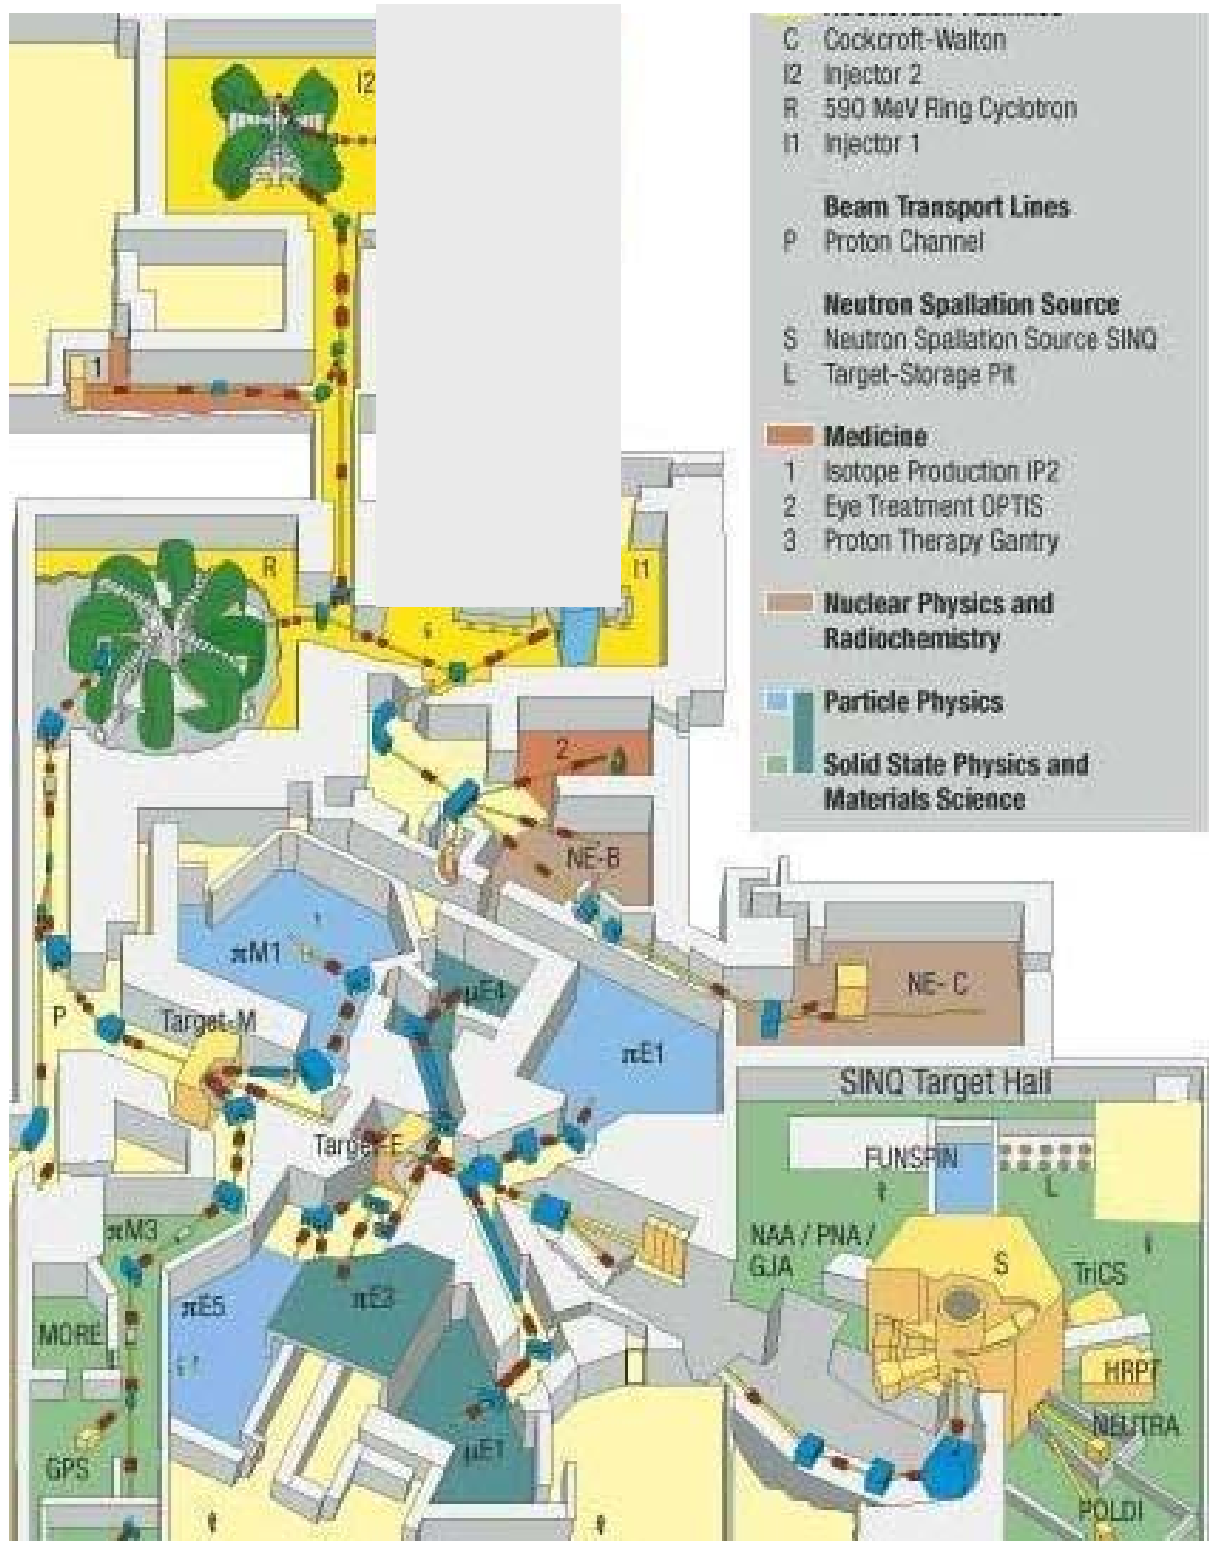 C Cockcroft-Walton
I2 Injector 2
R 590 MeV Ring Cyclotron
I1 Injector 1
Beam Transport Lines
P Proton Channel
Neutron Spallation Source
S Neutron Spallation Source SINQ
L Target-Storage Pit
Medicine
1 Isotope Production IP2
2 Eye Treatment OPTIS
3 Proton Therapy Gantry
Nuclear Physics and
Radiochemistry
Particle Physics
Solid State Physics and
Materials Science
I2
1
R
I1
2
NE-B
πM1
μE4
NE-C
P
Target-M
πE1
SINQ Target Hall
Target-E
FUNSPIN
L
πM3
NAA / PNA /
GJA
S
TriCS
πE5
πE3
MORE
HRPT
NEUTRA
μE1
GPS
POLDI